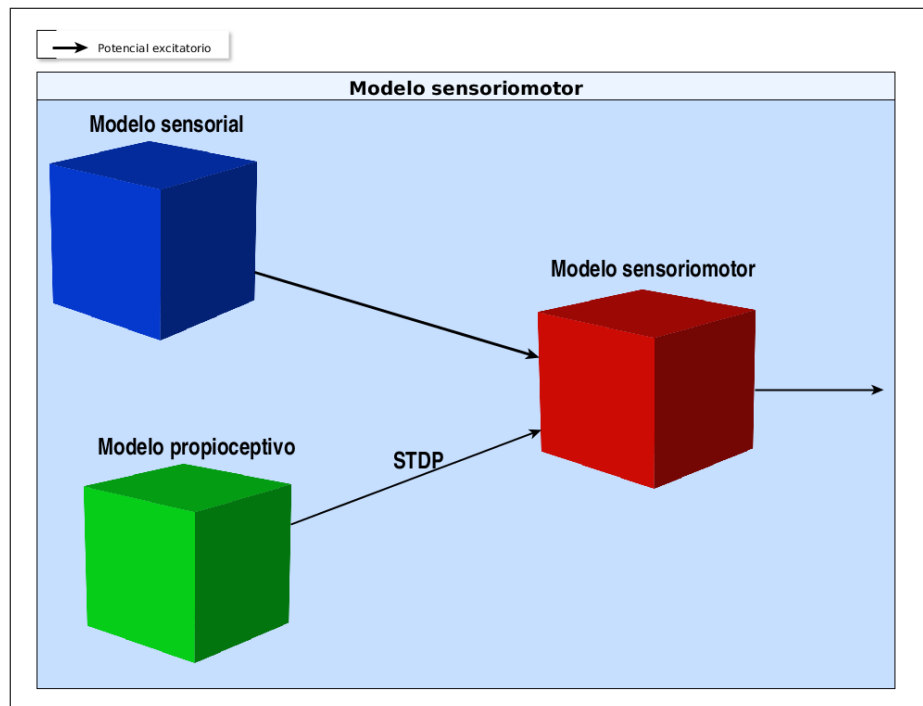 Potencial excitatorio
Modelo sensoriomotor
Modelo sensorial
Modelo sensoriomotor
Modelo propioceptivo
STDP